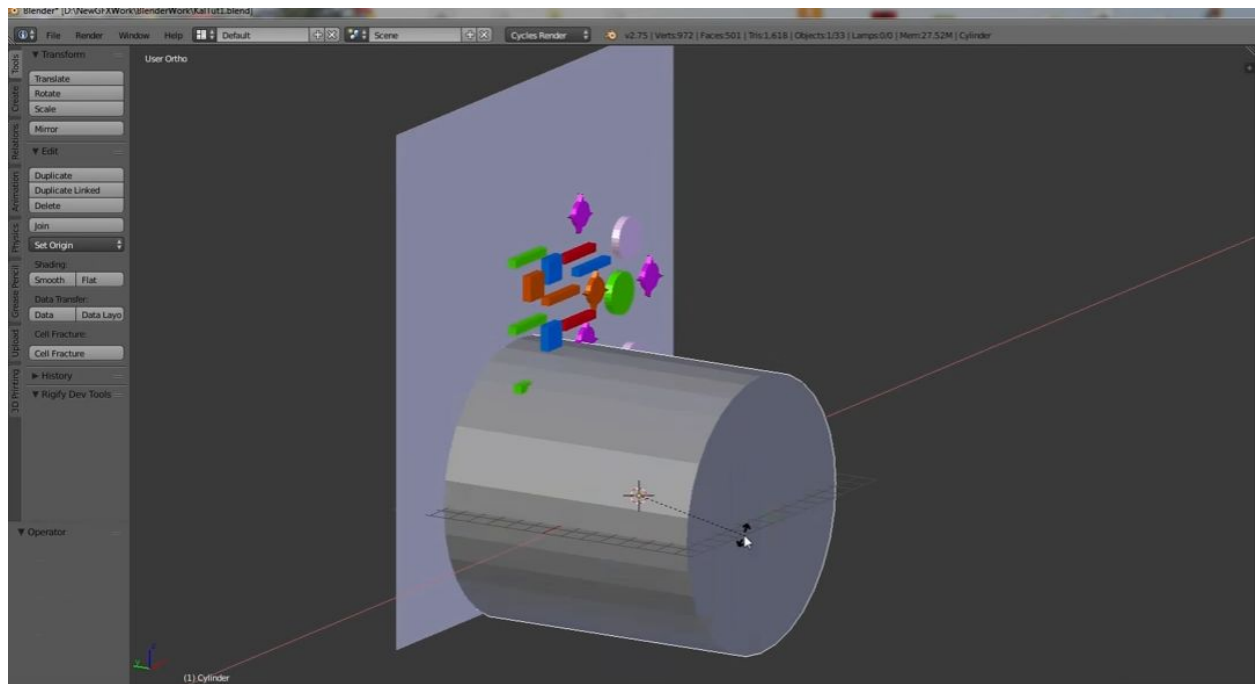 Blender* [D:\NewGFXWork\BlenderWork\KalTut1.blend]
File Render Window Help Default Scene Cycles Render v2.75 | Verts:972 | Faces:501 | Tris:1,618 | Objects:1/33 | Lamps:0/0 | Mem:27.52M | Cylinder
User Ortho
Tools
Create
Relations
Animation
Physics
Grease Pencil
Upload
3D Printing
▼ Transform
Translate
Rotate
Scale
Mirror
▼ Edit
Duplicate
Duplicate Linked
Delete
Join
Set Origin
Shading:
Smooth Flat
Data Transfer:
Data Data Layo
Cell Fracture:
Cell Fracture
► History
▼ Rigify Dev Tools
▼ Operator
z
y
(1) Cylinder